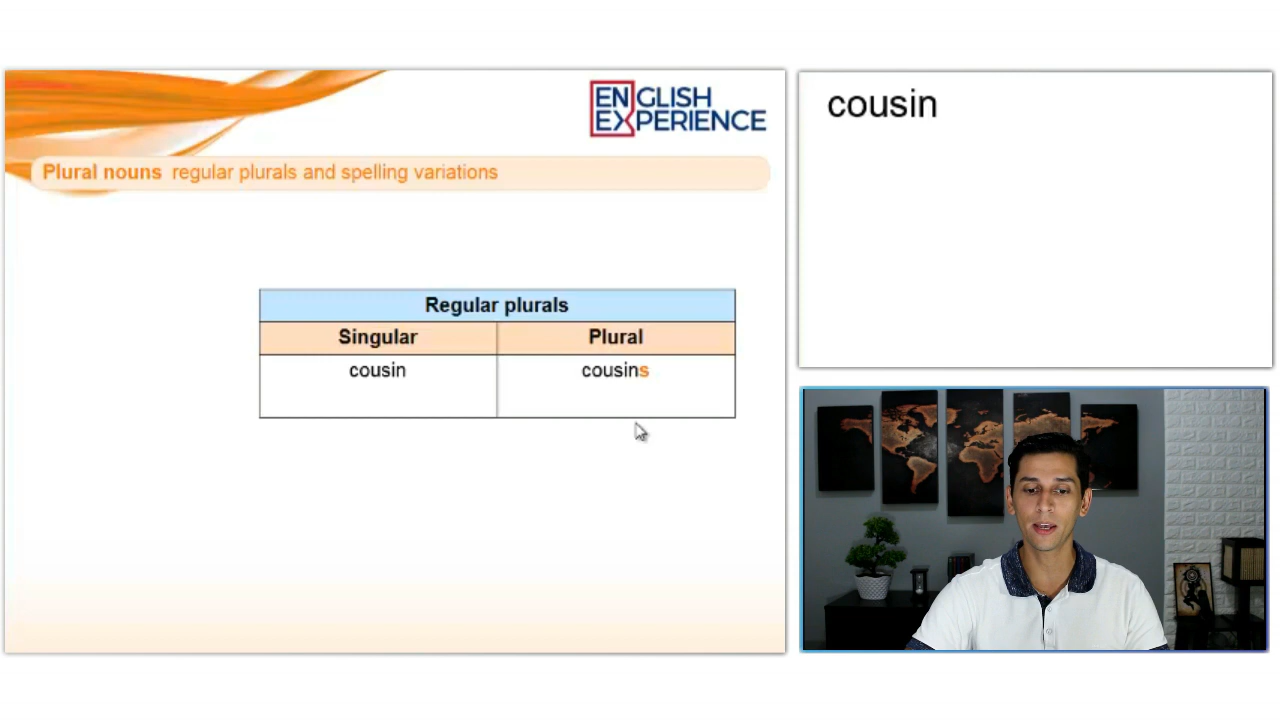 ENGLISH
EXPERIENCE
Plural nouns regular plurals and spelling variations
Regular plurals
Singular Plural
cousin cousins
cousin